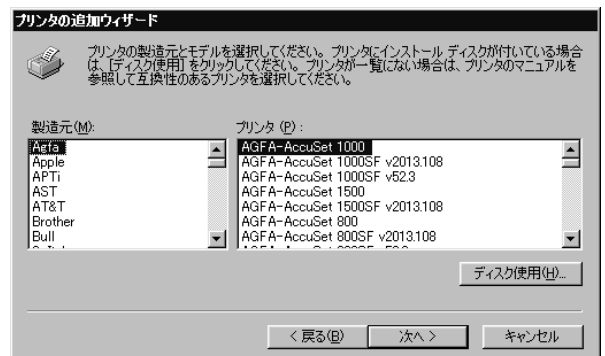 プリンタの追加ウィザード
プリンタの製造元とモデルを選択してください。プリンタにインストール ディスクが付いている場合
は、[ディスク使用] をクリックしてください。プリンタが一覧にない場合は、プリンタのマニュアルを
参照して互換性のあるプリンタを選択してください。
製造元(M):
プリンタ (P) :
Agfa
Apple
APTi
AST
AT&T
Brother
Bull
AGFA-AccuSet 1000
AGFA-AccuSet 1000SF v2013.108
AGFA-AccuSet 1000SF v52.3
AGFA-AccuSet 1500
AGFA-AccuSet 1500SF v2013.108
AGFA-AccuSet 800
AGFA-AccuSet 800SF v2013.108
ディスク使用(H)...
< 戻る(B)
次へ >
キャンセル